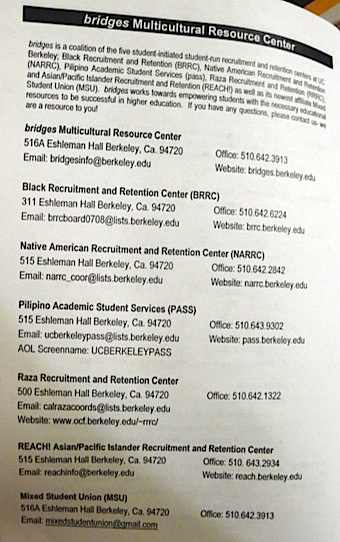 bridges Multicultural Resource Center
bridges is a coalition of the five student-initiated student-run recruitment and retention centers at UC
Berkeley; Black Recruitment and Retention (BRRC), Native American Recruitment and Retention
(NARRC), Pilipino Academic Student Services (pass), Raza Recruitment and Retention (RRRC),
and Asian/Pacific Islander Recruitment and Retention (REACH!) as well as its newest affiliate Mixed
Student Union (MSU). bridges works towards empowering students with the necessary educational
resources to be successful in higher education. If you have any questions, please contact us- we
are a resource to you!
bridges Multicultural Resource Center
516A Eshleman Hall Berkeley, Ca. 94720 Office: 510.642.3913
Email: bridgesinfo@berkeley.edu Website: bridges.berkeley.edu
Black Recruitment and Retention Center (BRRC)
311 Eshleman Hall Berkeley, Ca. 94720 Office: 510.642.6224
Email: brrcboard0708@lists.berkeley.edu Website: brrc.berkeley.edu
Native American Recruitment and Retention Center (NARRC)
515 Eshleman Hall Berkeley, Ca. 94720 Office: 510.642.2842
Email: narrc_coor@lists.berkeley.edu Website: narrc.berkeley.edu
Pilipino Academic Student Services (PASS)
515 Eshleman Hall Berkeley, Ca. 94720 Office: 510.643.9302
Email: ucberkeleypass@lists.berkeley.edu Website: pass.berkeley.edu
AOL Screenname: UCBERKELEYPASS
Raza Recruitment and Retention Center
500 Eshleman Hall Berkeley, Ca. 94720 Office: 510.642.1322
Email: calrazacoords@lists.berkeley.edu
Website: www.ocf.berkeley.edu/~rrrc/
REACH! Asian/Pacific Islander Recruitment and Retention Center
515 Eshleman Hall Berkeley, Ca. 94720 Office: 510. 643.2934
Email: reachinfo@berkeley.edu Website: reach.berkeley.edu
Mixed Student Union (MSU)
516A Eshleman Hall Berkeley, Ca. 94720 Office: 510.642.3913
Email: mixedstudentunion@gmail.com